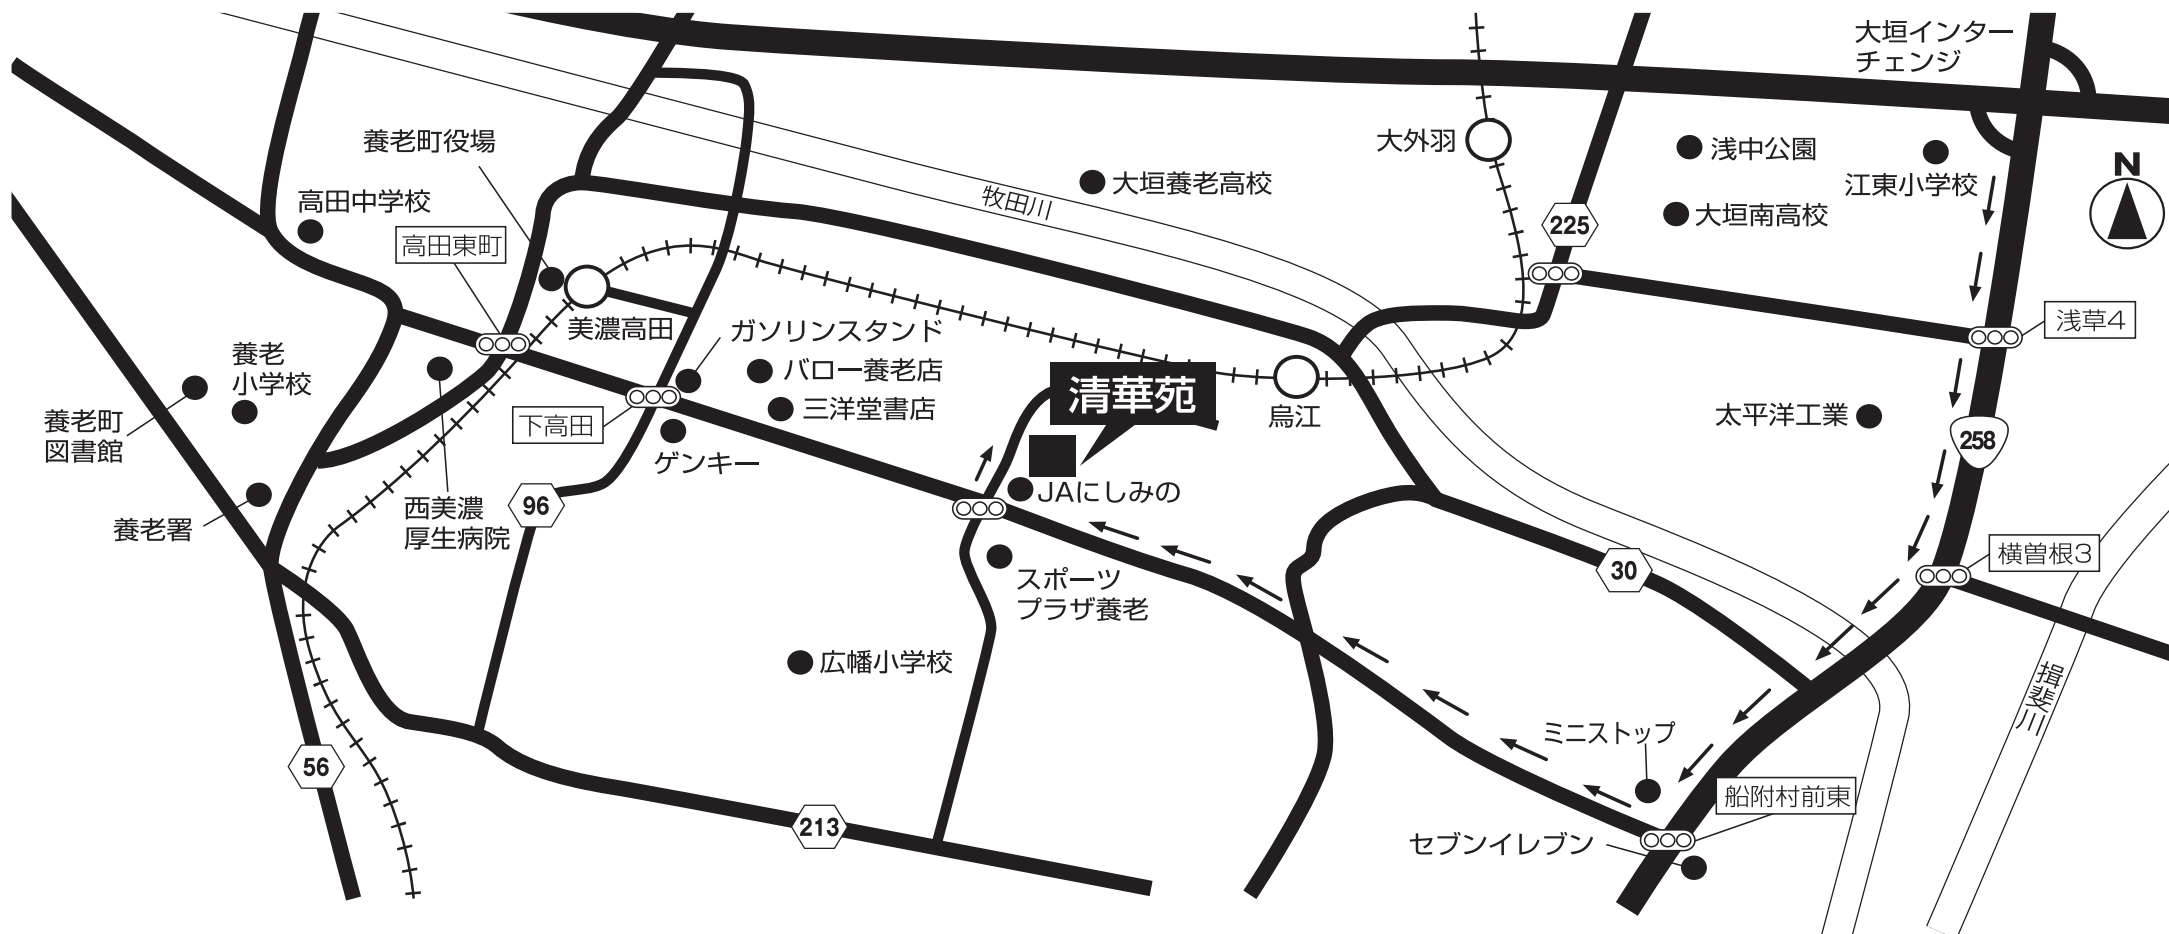 大垣インター
チェンジ
養老町役場
大外羽
浅中公園
N
大垣養老高校
江東小学校
高田中学校
牧田川
大垣南高校
225
高田東町
美濃高田
ガソリンスタンド
浅草4
養老
小学校
バロー養老店
清華苑
三洋堂書店
烏江
太平洋工業
養老町
図書館
下高田
258
ゲンキー
JAにしみの
96
西美濃
厚生病院
養老署
横曽根3
スポーツ
プラザ養老
30
広幡小学校
揖斐川
ミニストップ
56
船附村前東
213
セブンイレブン